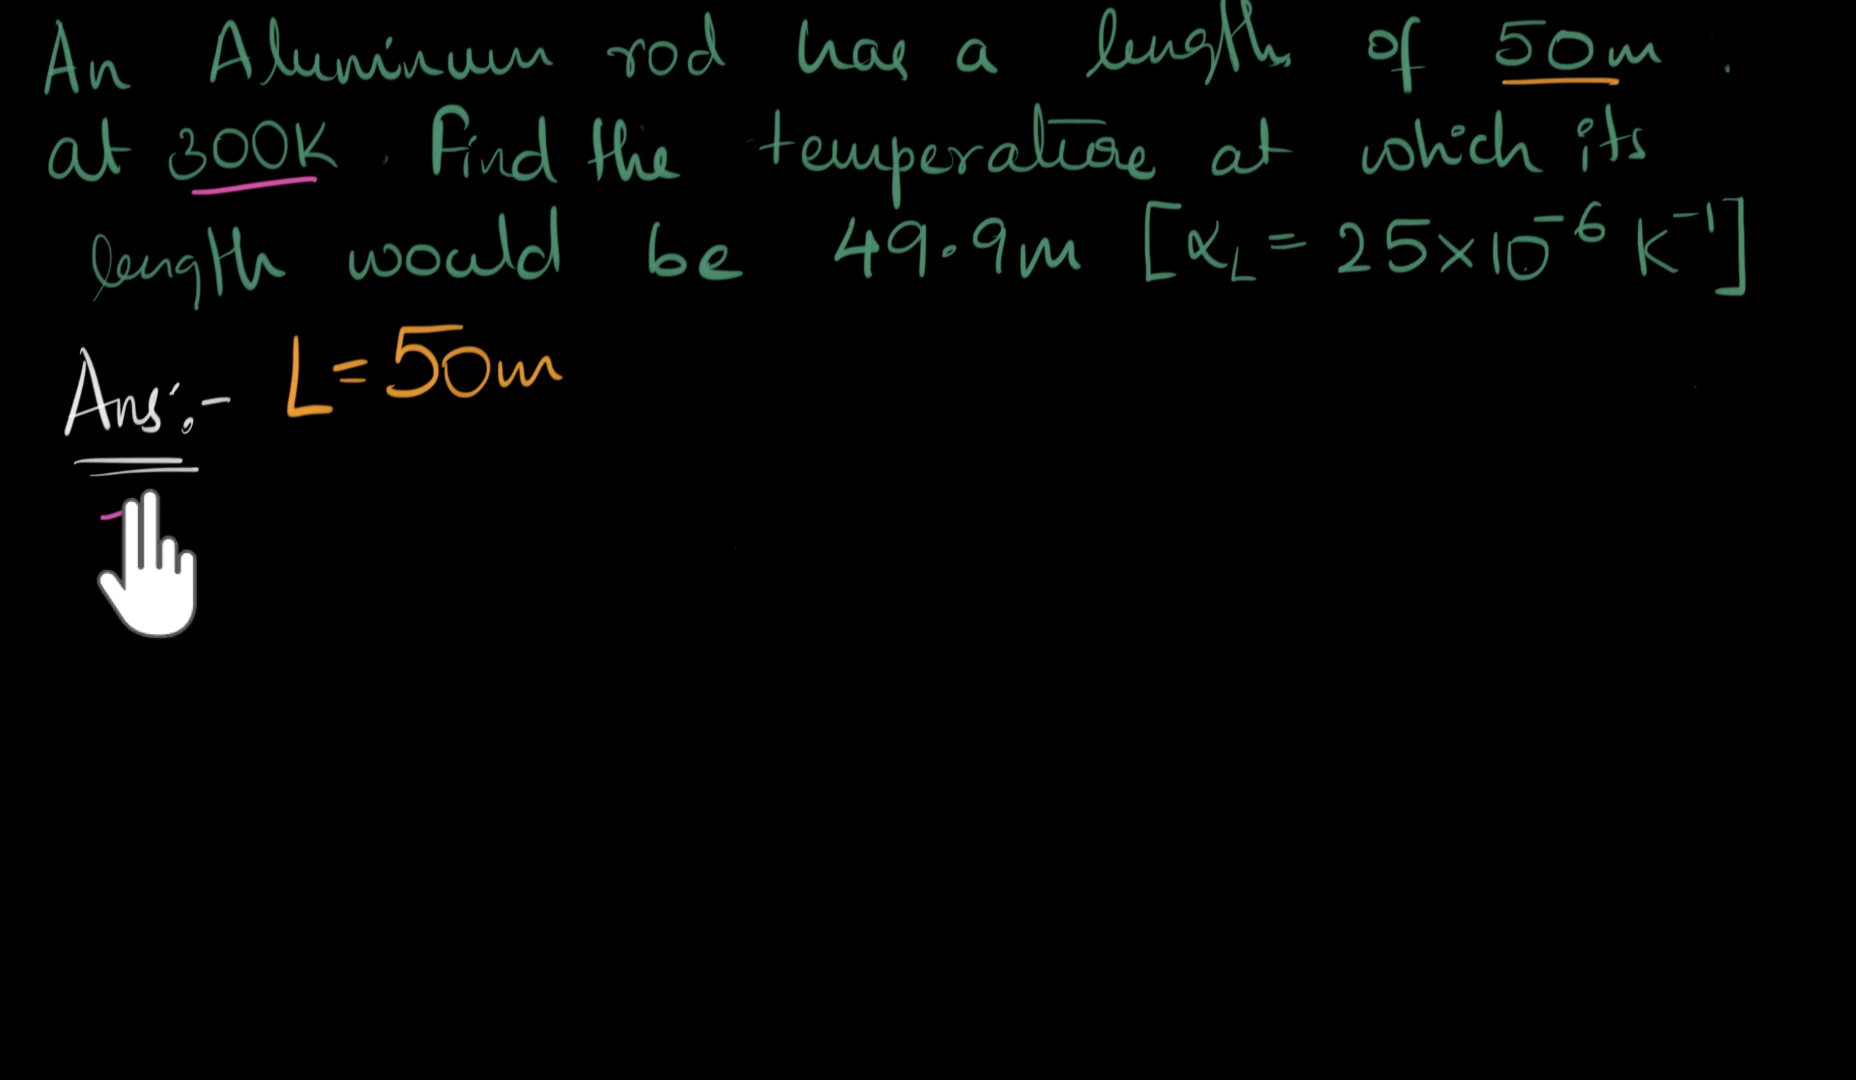 An Aluminum rod has a length of 50m.
at 300K. Find the temperature at which its
length would be 49.9m [αL = 25×10⁻⁶ K⁻¹]
Ans:- L=50m